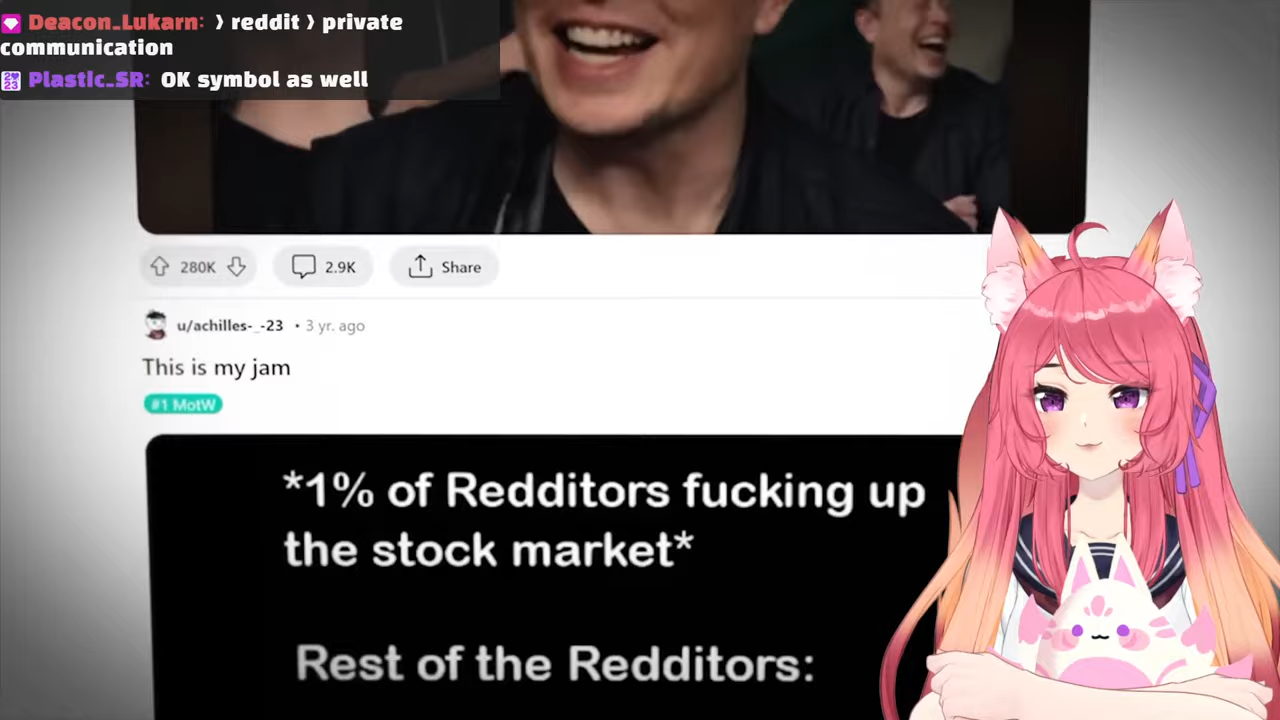 Deacon_Lukarn: 〉 reddit 〉 private
communication
Plastic_SR: OK symbol as well
280K
2.9K
Share
u/achilles-_-23 • 3 yr. ago
This is my jam
#1 MotW
*1% of Redditors fucking up
the stock market*
Rest of the Redditors: